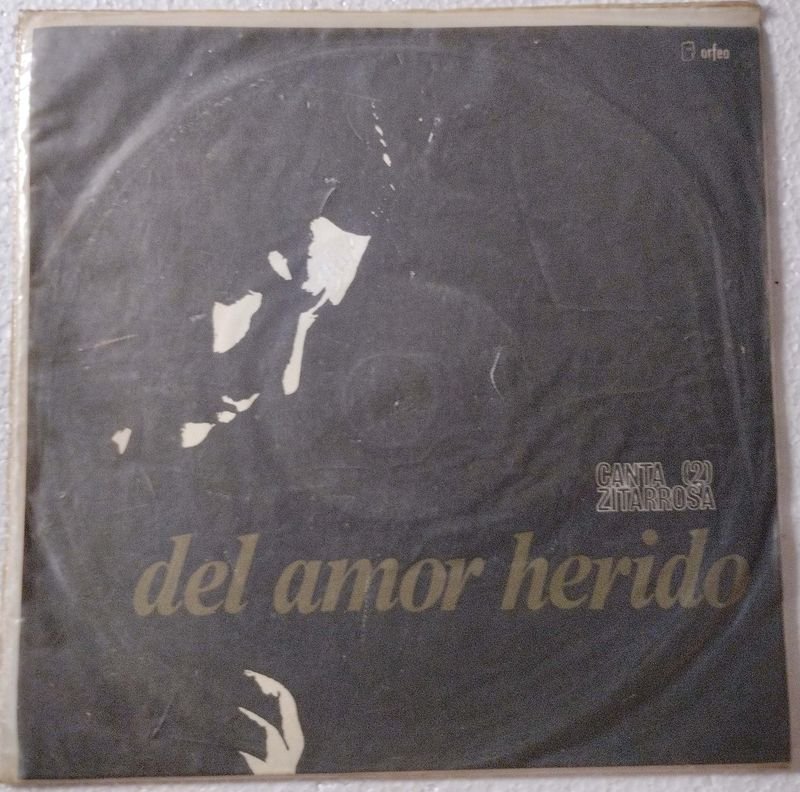 orfeo
CANTA (2)
ZITARROSA
del amor herido